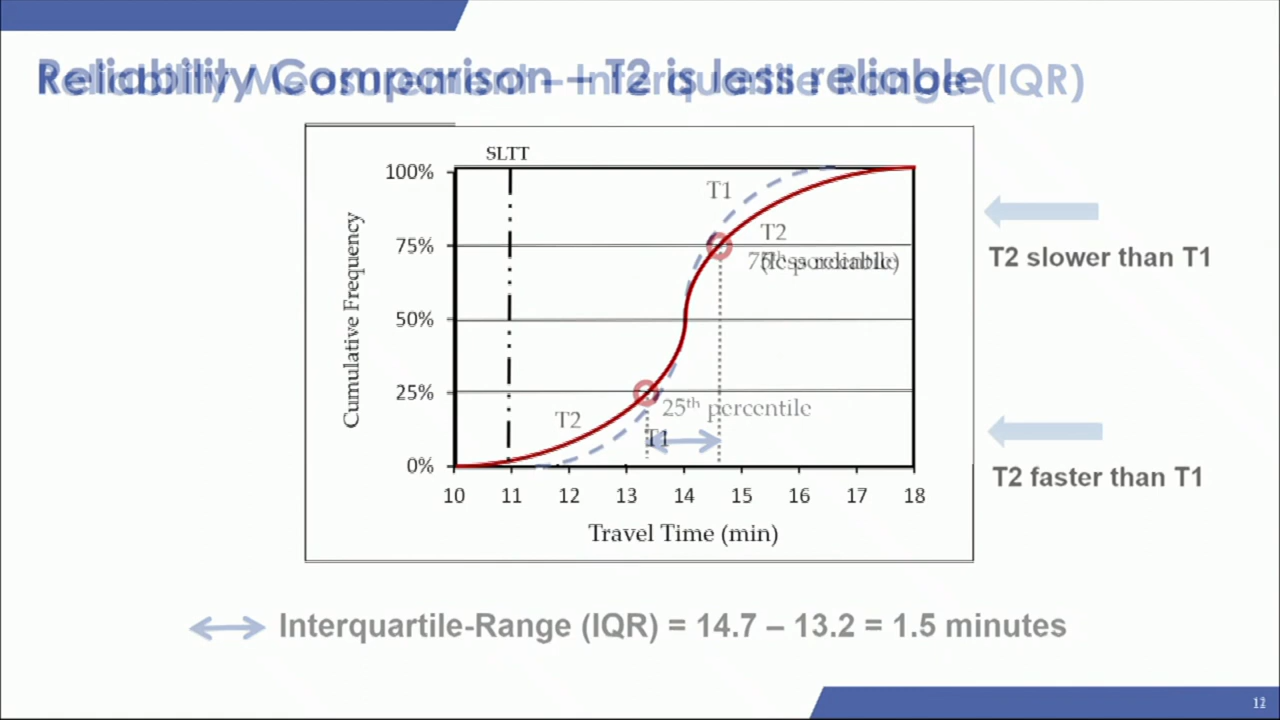 Reliability Comparison – T2 is less reliable
Reliability Measurement – Interquartile Range (IQR)
SLTT
100%
T1
75%
T2
75th percentile
(less reliable)
T2 slower than T1
Cumulative Frequency
50%
25%
25th percentile
T2
T1
0%
T2 faster than T1
10 11 12 13 14 15 16 17 18
Travel Time (min)
Interquartile-Range (IQR) = 14.7 – 13.2 = 1.5 minutes